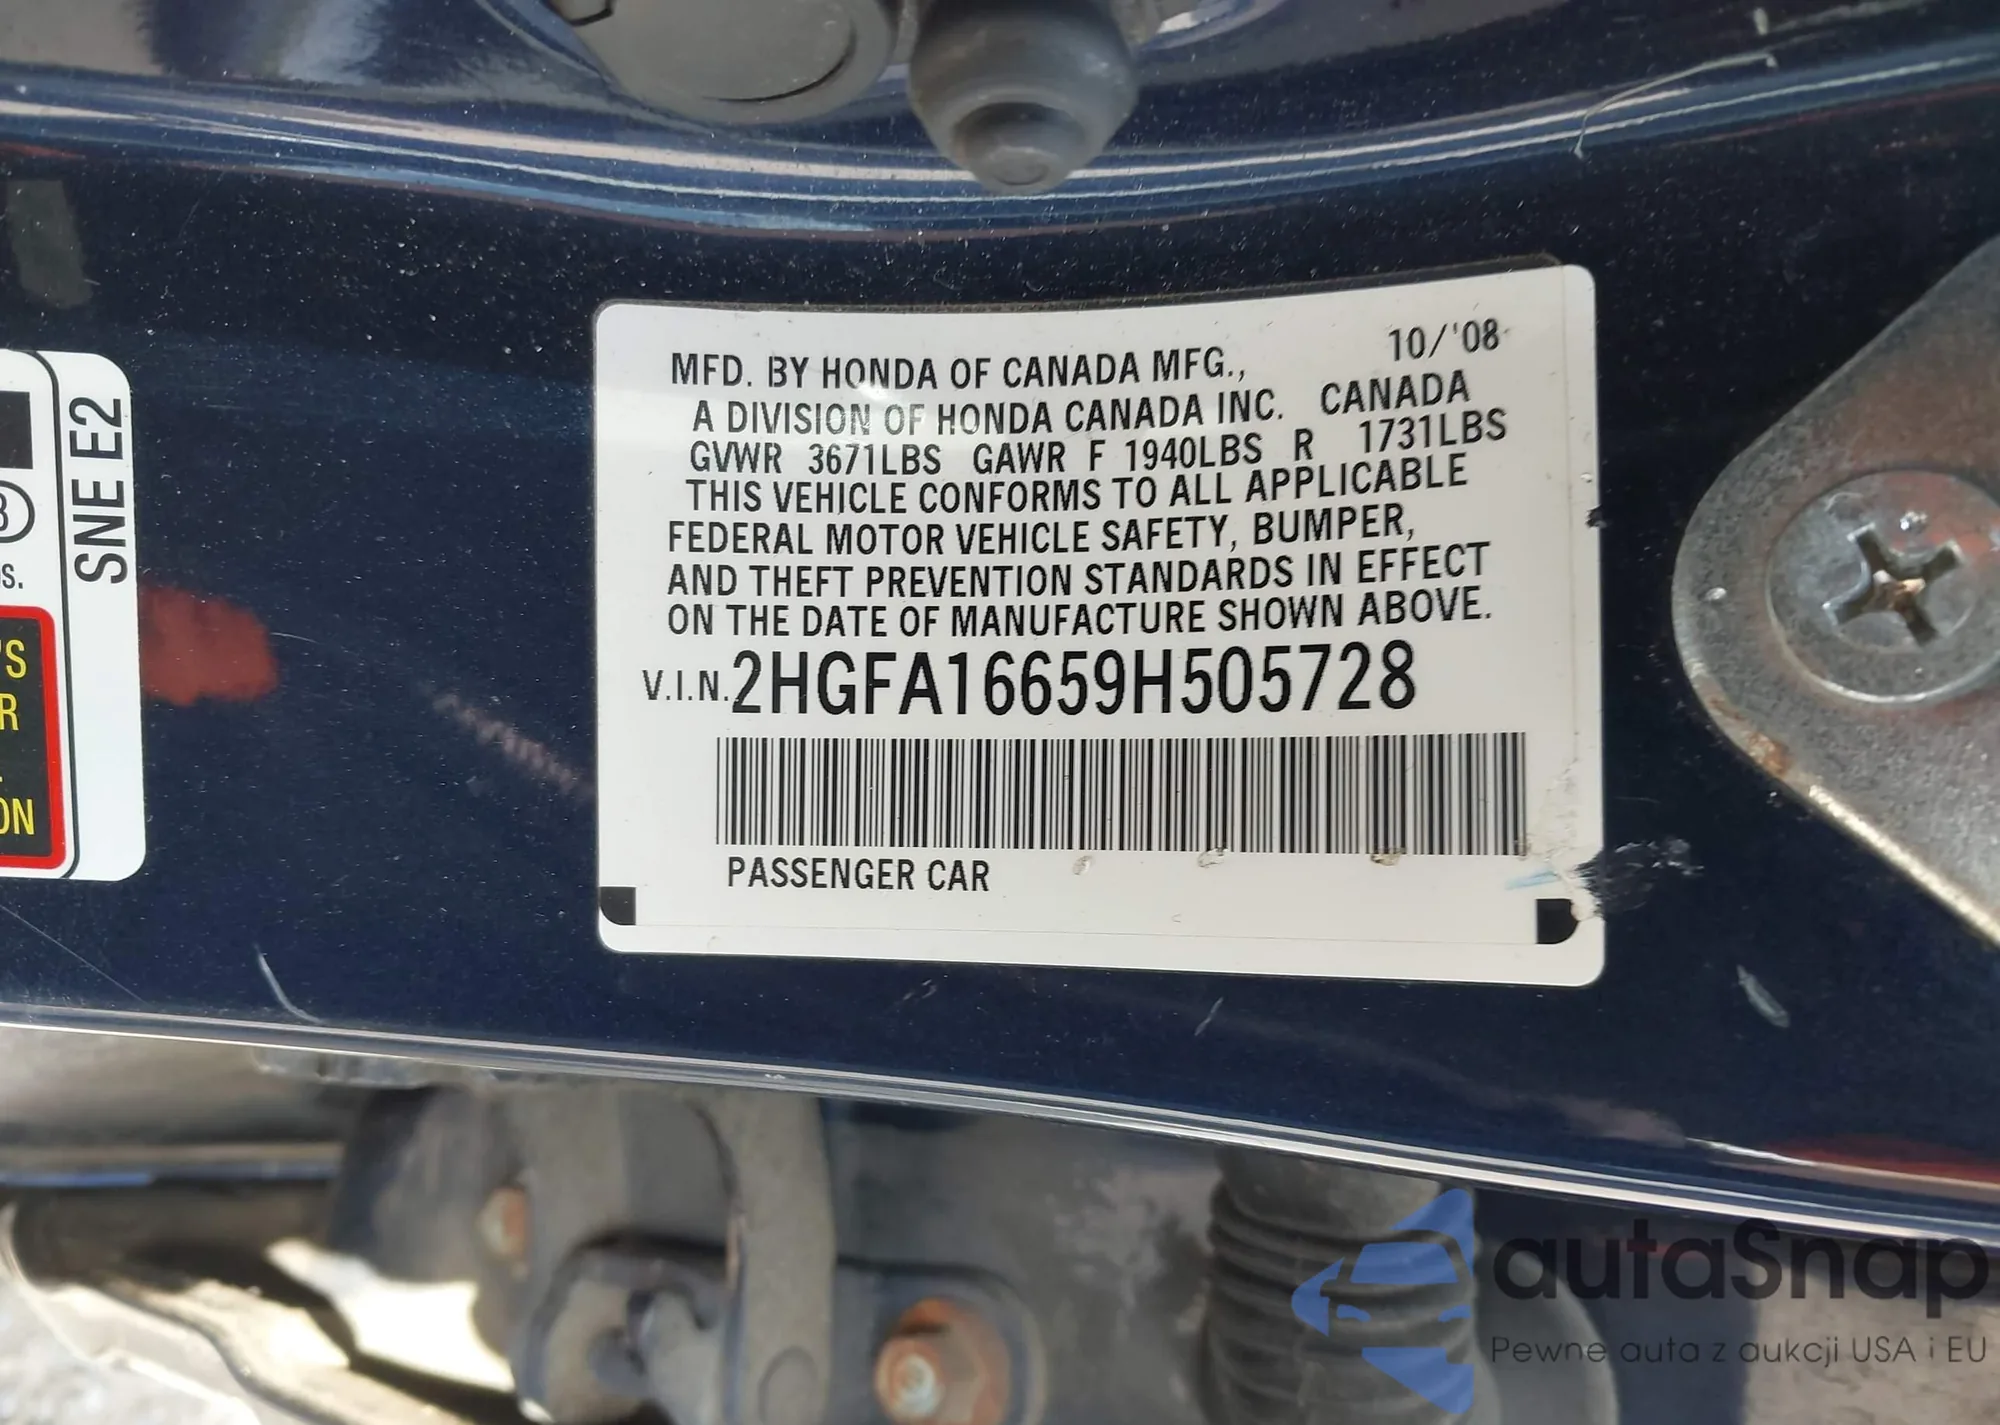 MFD. BY HONDA OF CANADA MFG., 10/'08
A DIVISION OF HONDA CANADA INC. CANADA
GVWR 3671LBS GAWR F 1940LBS R 1731LBS
THIS VEHICLE CONFORMS TO ALL APPLICABLE
FEDERAL MOTOR VEHICLE SAFETY, BUMPER,
AND THEFT PREVENTION STANDARDS IN EFFECT
ON THE DATE OF MANUFACTURE SHOWN ABOVE.
V.I.N. 2HGFA16659H505728
PASSENGER CAR
SNE E2
'S
R
ON
autaSnap
Pewne auta z aukcji USA i EU